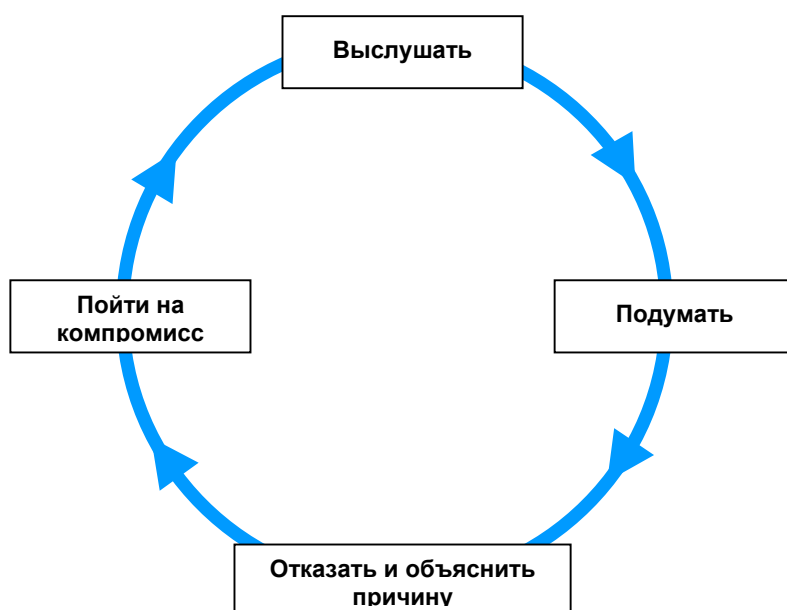 Выслушать
Подумать
Отказать и объяснить
причину
Пойти на
компромисс